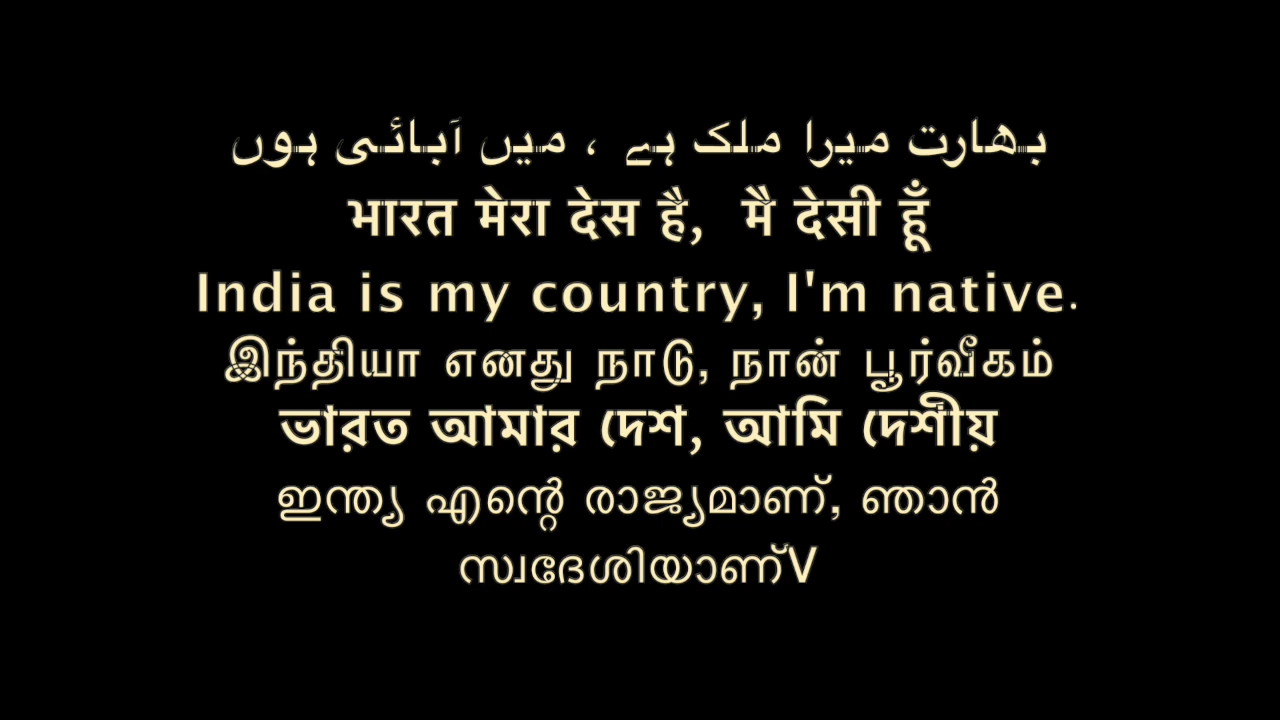 بھارت میرا ملک ہے ، میں آبائی ہوں
भारत मेरा देस है, मै देसी हूँ
India is my country, I'm native.
இந்தியா எனது நாடு, நான் பூர்வீகம்
ভারত আমার দেশ, আমি দেশীয়
ഇന്ത്യ എന്റെ രാജ്യമാണ്, ഞാൻ
സ്വദേശിയാണ്V